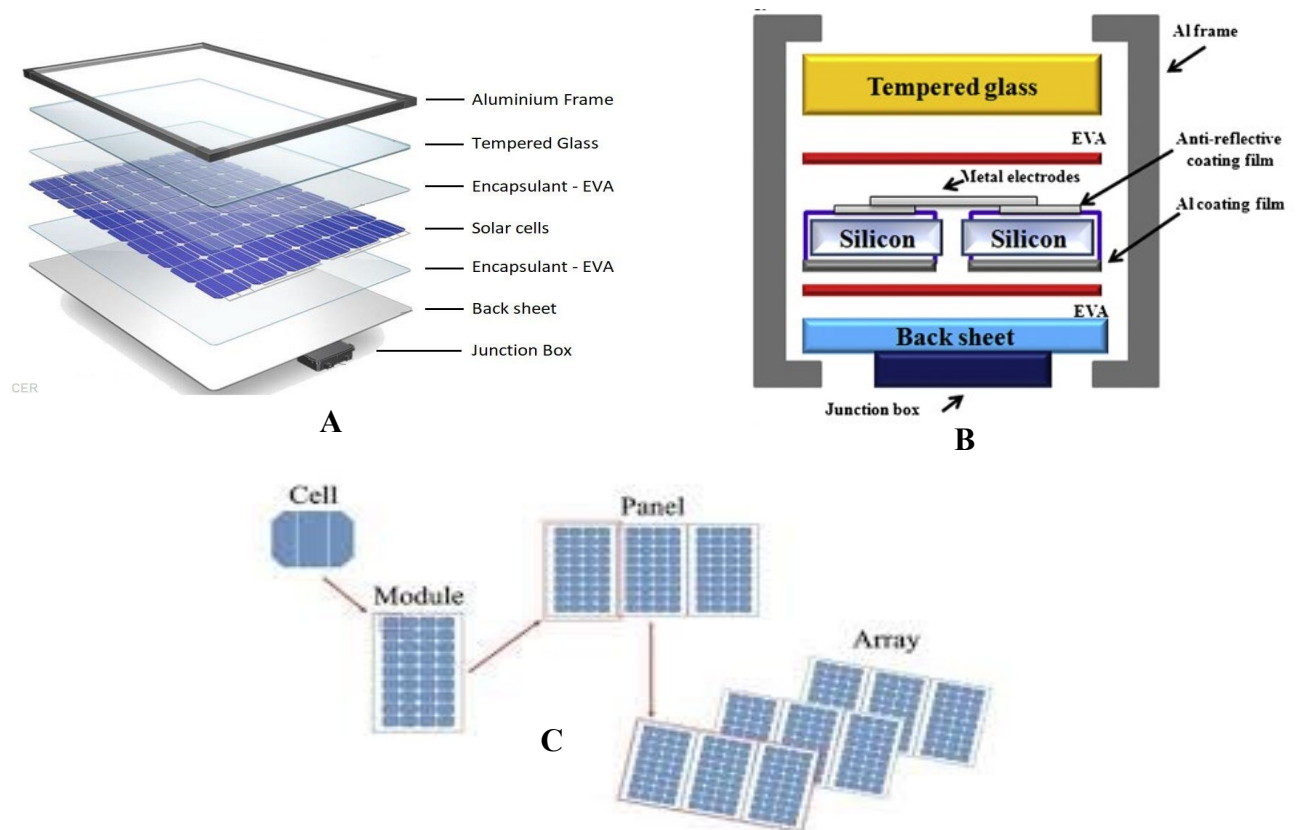 Aluminium Frame
Tempered Glass
Encapsulant - EVA
Solar cells
Encapsulant - EVA
Back sheet
Junction Box
CER
A
Al frame
Tempered glass
EVA
Anti-reflective
coating film
Metal electrodes
Al coating film
Silicon
Silicon
EVA
Back sheet
Junction box
B
Cell
Panel
Module
Array
C